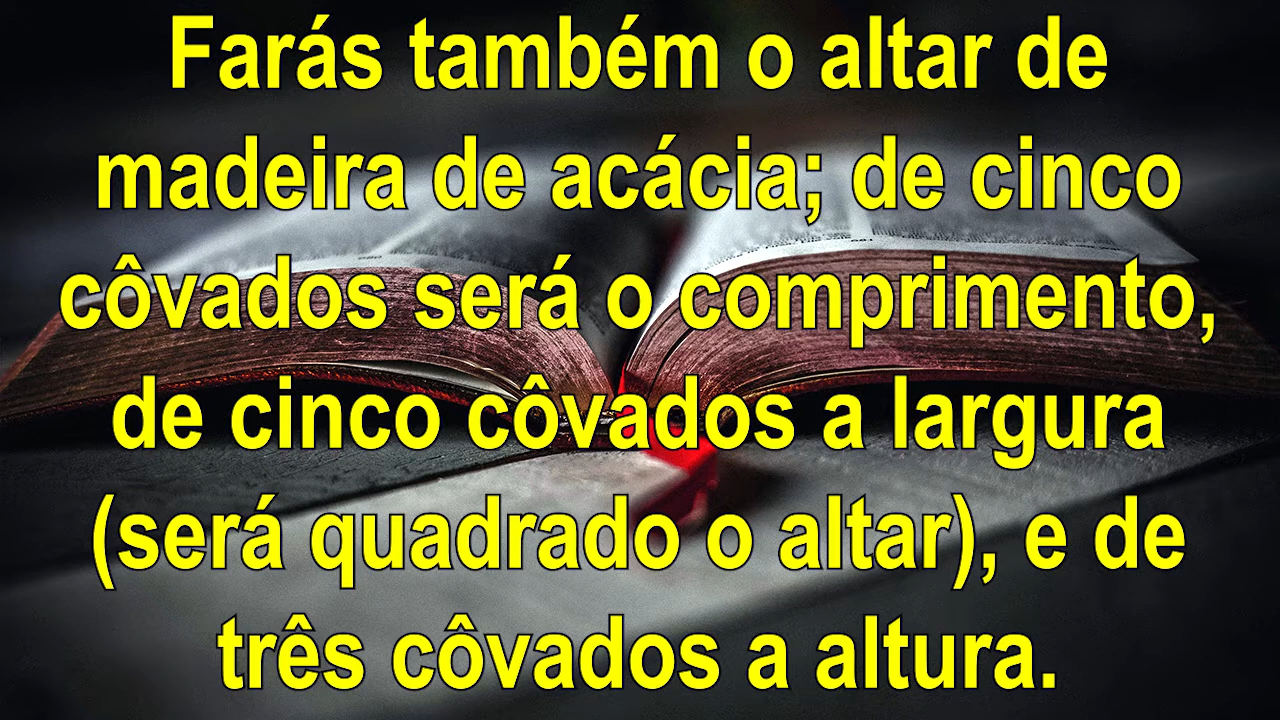 Farás também o altar de
madeira de acácia; de cinco
côvados será o comprimento,
de cinco côvados a largura
(será quadrado o altar), e de
três côvados a altura.